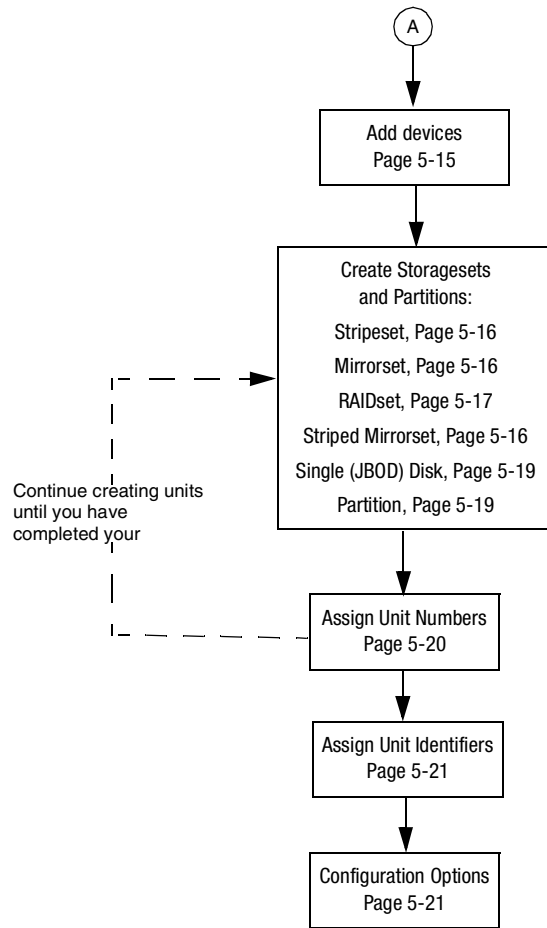 A
Add devices
Page 5-15
Create Storagesets
and Partitions:
Stripeset, Page 5-16
Mirrorset, Page 5-16
RAIDset, Page 5-17
Striped Mirrorset, Page 5-16
Single (JBOD) Disk, Page 5-19
Partition, Page 5-19
Continue creating units
until you have
completed your
Assign Unit Numbers
Page 5-20
Assign Unit Identifiers
Page 5-21
Configuration Options
Page 5-21